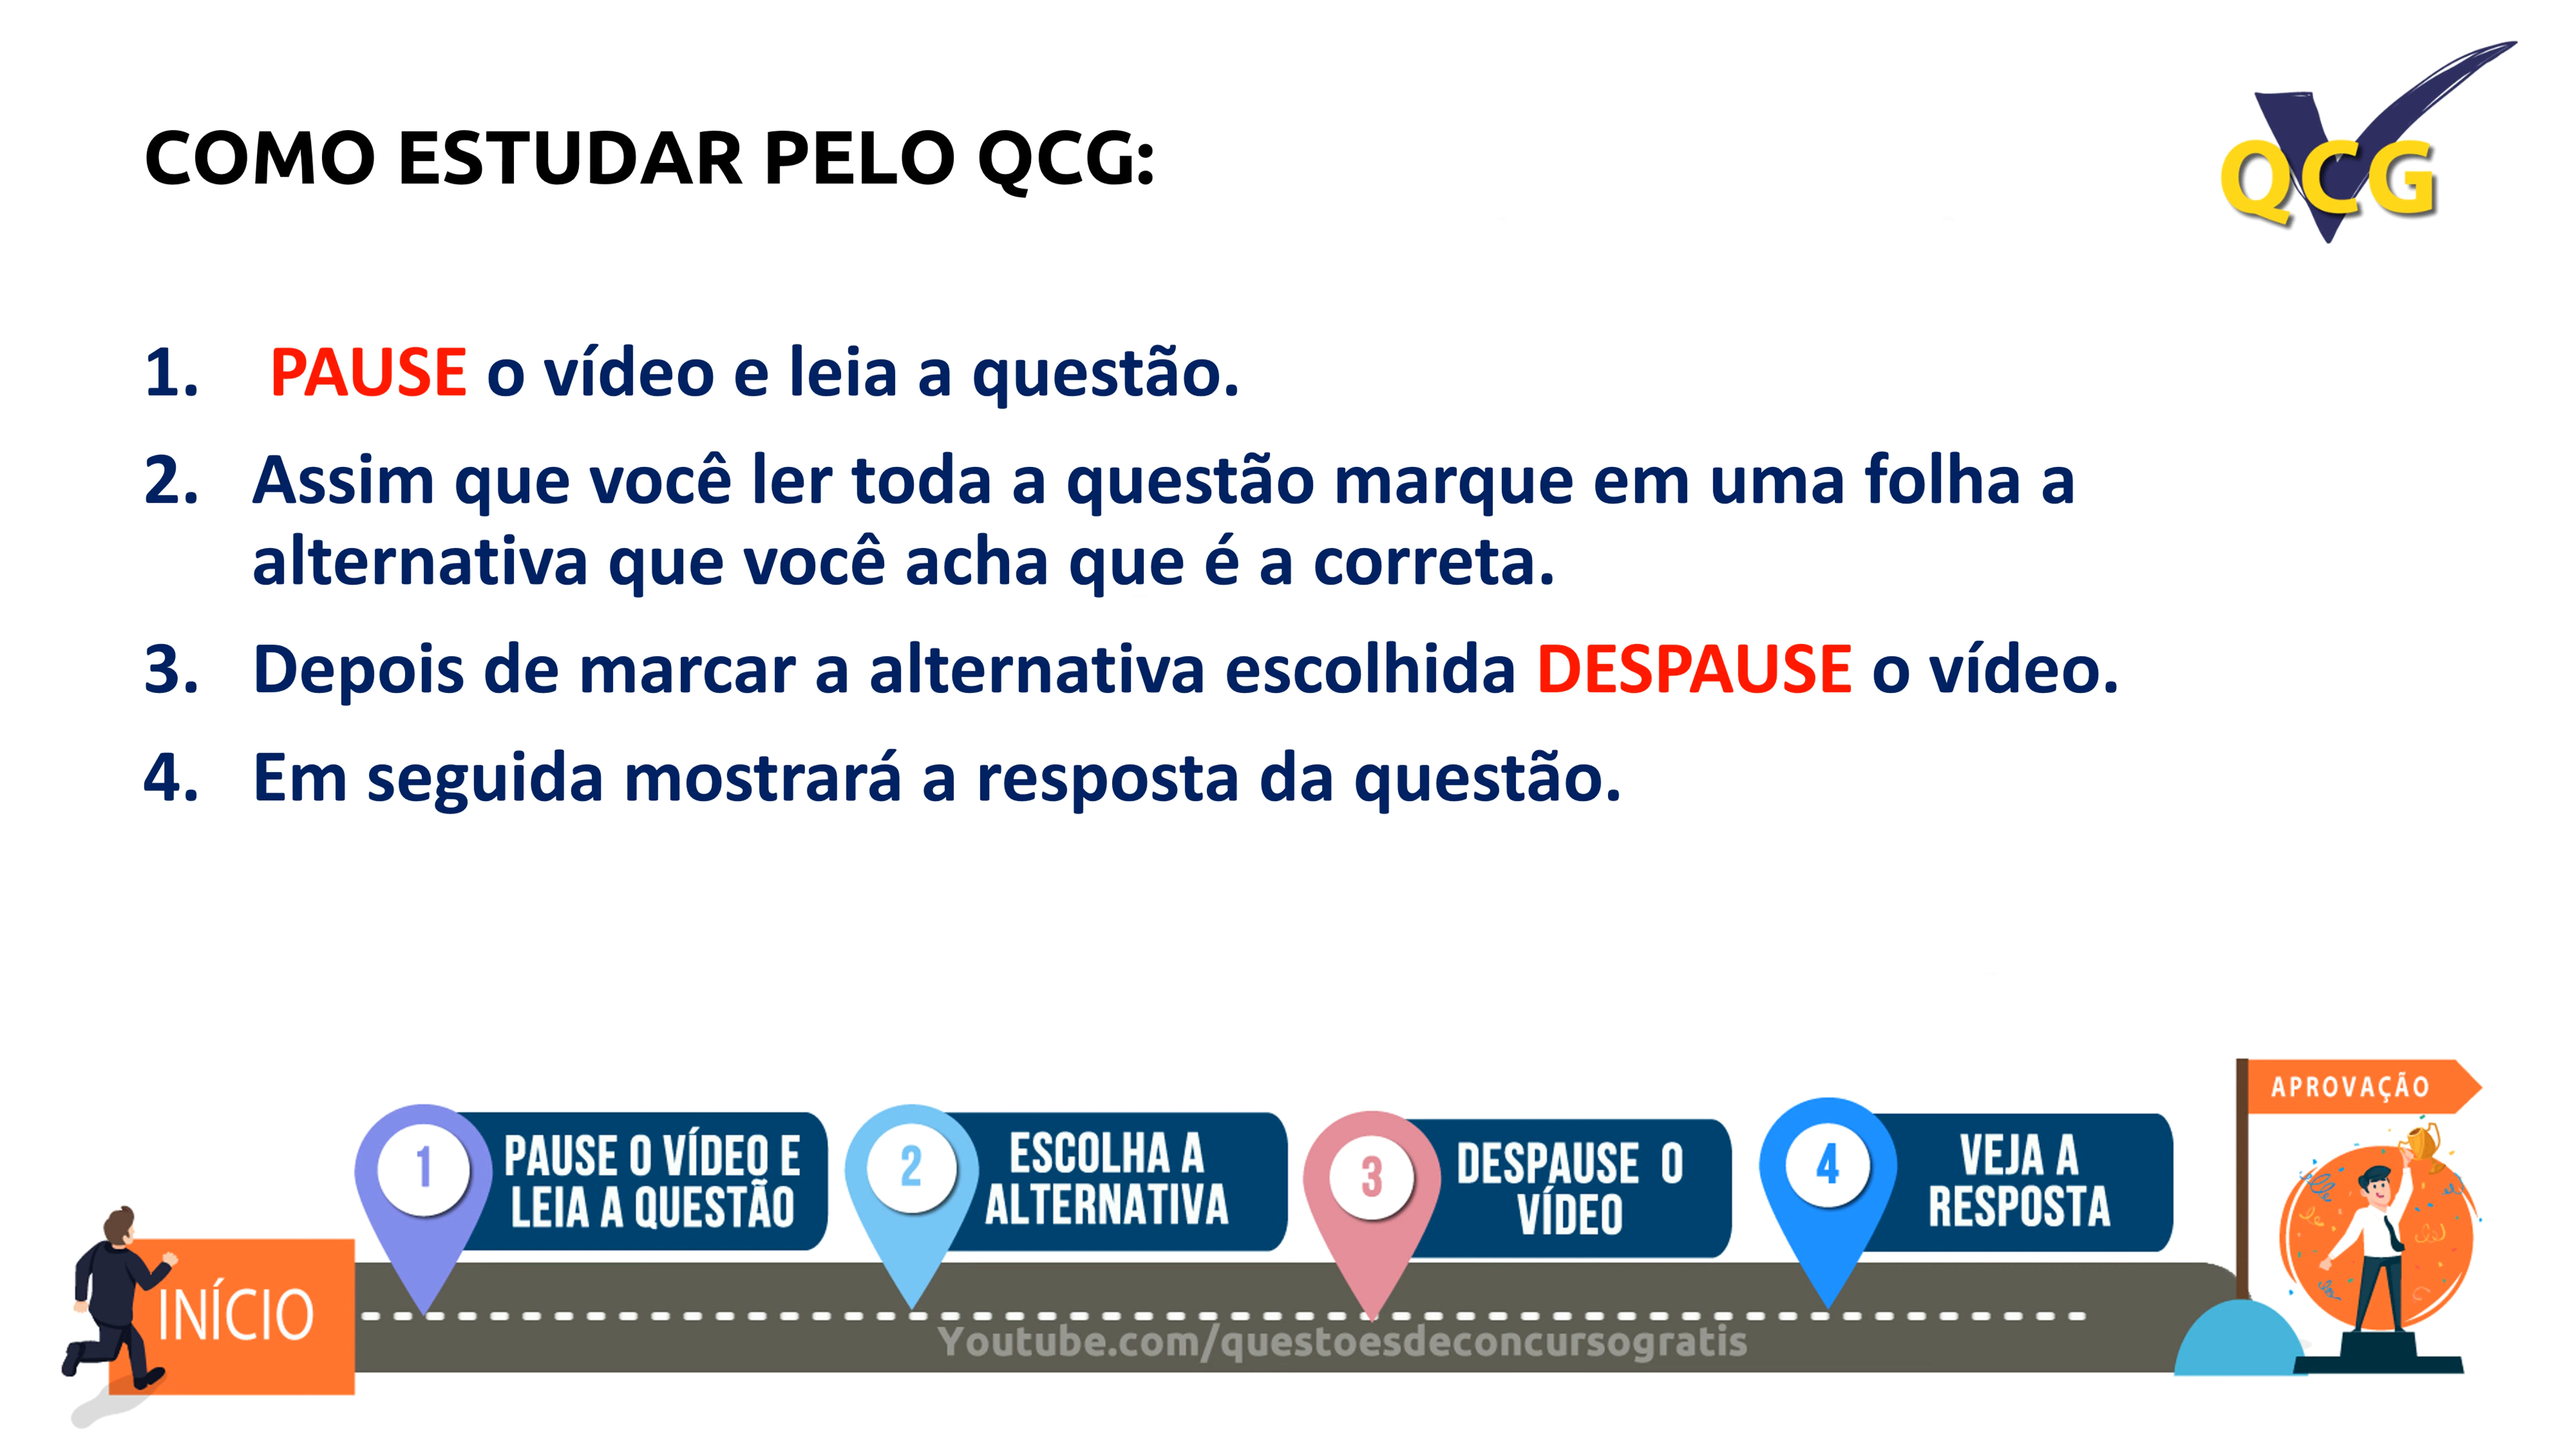 COMO ESTUDAR PELO QCG:
QCG
1. PAUSE o vídeo e leia a questão.
2. Assim que você ler toda a questão marque em uma folha a
alternativa que você acha que é a correta.
3. Depois de marcar a alternativa escolhida DESPAUSE o vídeo.
4. Em seguida mostrará a resposta da questão.
INÍCIO
1
PAUSE O VÍDEO E
LEIA A QUESTÃO
2
ESCOLHA A
ALTERNATIVA
3
DESPAUSE O
VÍDEO
4
VEJA A
RESPOSTA
APROVAÇÃO
Youtube.com/questoesdeconcursogratis